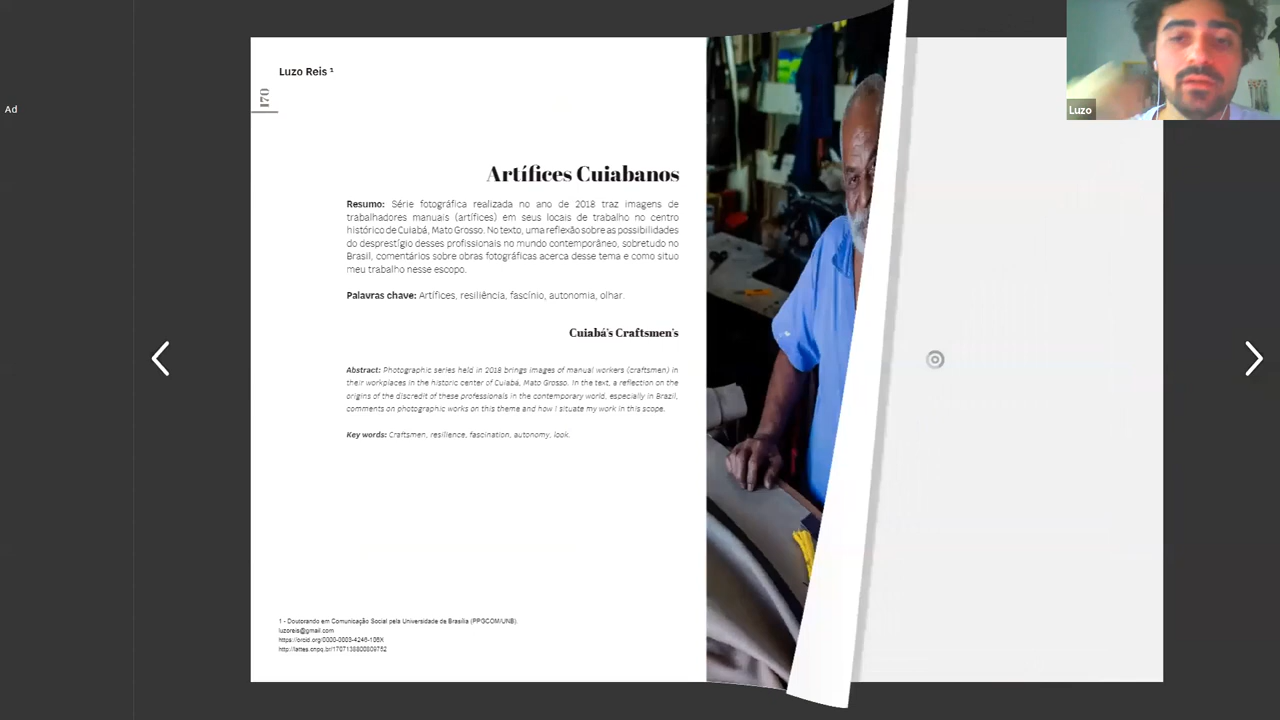 Ad
Luzo
Luzo Reis ¹
170
Artífices Cuiabanos
Resumo: Série fotográfica realizada no ano de 2018 traz imagens de
trabalhadores manuais (artífices) em seus locais de trabalho no centro
histórico de Cuiabá, Mato Grosso. No texto, uma reflexão sobre as possibilidades
do desprestígio desses profissionais no mundo contemporâneo, sobretudo no
Brasil, comentários sobre obras fotográficas acerca desse tema e como situo
meu trabalho nesse escopo.
Palavras chave: Artífices, resiliência, fascínio, autonomia, olhar.
Cuiabá's Craftsmen's
Abstract: Photographic series held in 2018 brings images of manual workers (craftsmen) in
their workplaces in the historic center of Cuiabá, Mato Grosso. In the text, a reflection on the
origins of the discredit of these professionals in the contemporary world, especially in Brazil,
comments on photographic works on this theme and how I situate my work in this scope.
Key words: Craftsmen, resilience, fascination, autonomy, look.
1 - Doutorando em Comunicação Social pela Universidade de Brasília (PPGCOM/UNB).
luzoreis@gmail.com